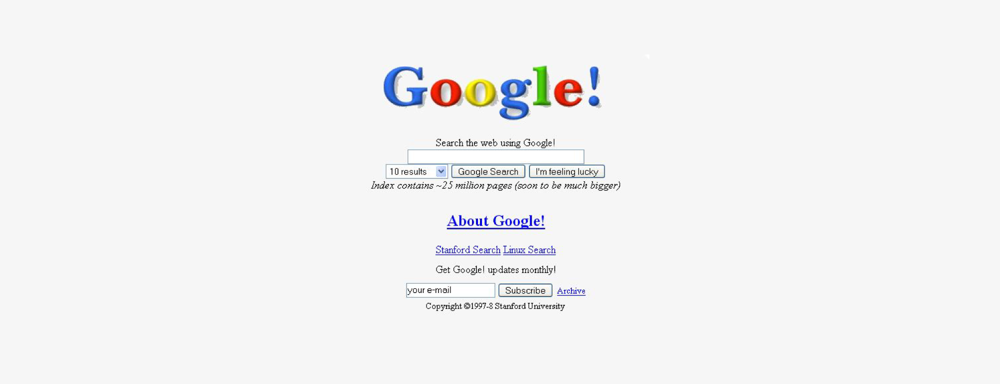 Google!
Search the web using Google!
10 results Google Search I'm feeling lucky
Index contains ~25 million pages (soon to be much bigger)
About Google!
Stanford Search Linux Search
Get Google! updates monthly!
your e-mail Subscribe Archive
Copyright ©1997-8 Stanford University